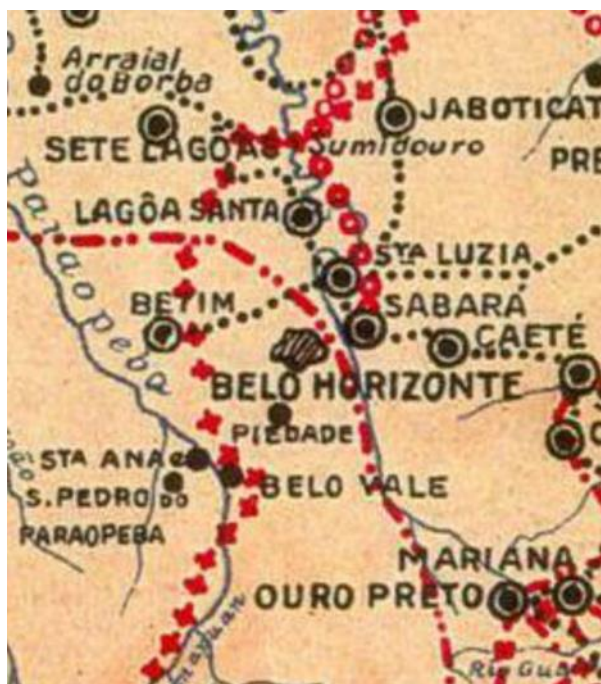 Arraial
do Borba
JABOTICAT
SETE LAGÔAS
Sumidouro
PRE
Paraopeba
LAGÔA SANTA
STA LUZIA
BETIM
SABARÁ
CAETÉ
BELO HORIZONTE
PIEDADE
C
STA ANA
BELO VALE
S. PEDRO DO
PARAOPEBA
MARIANA
OURO PRETO